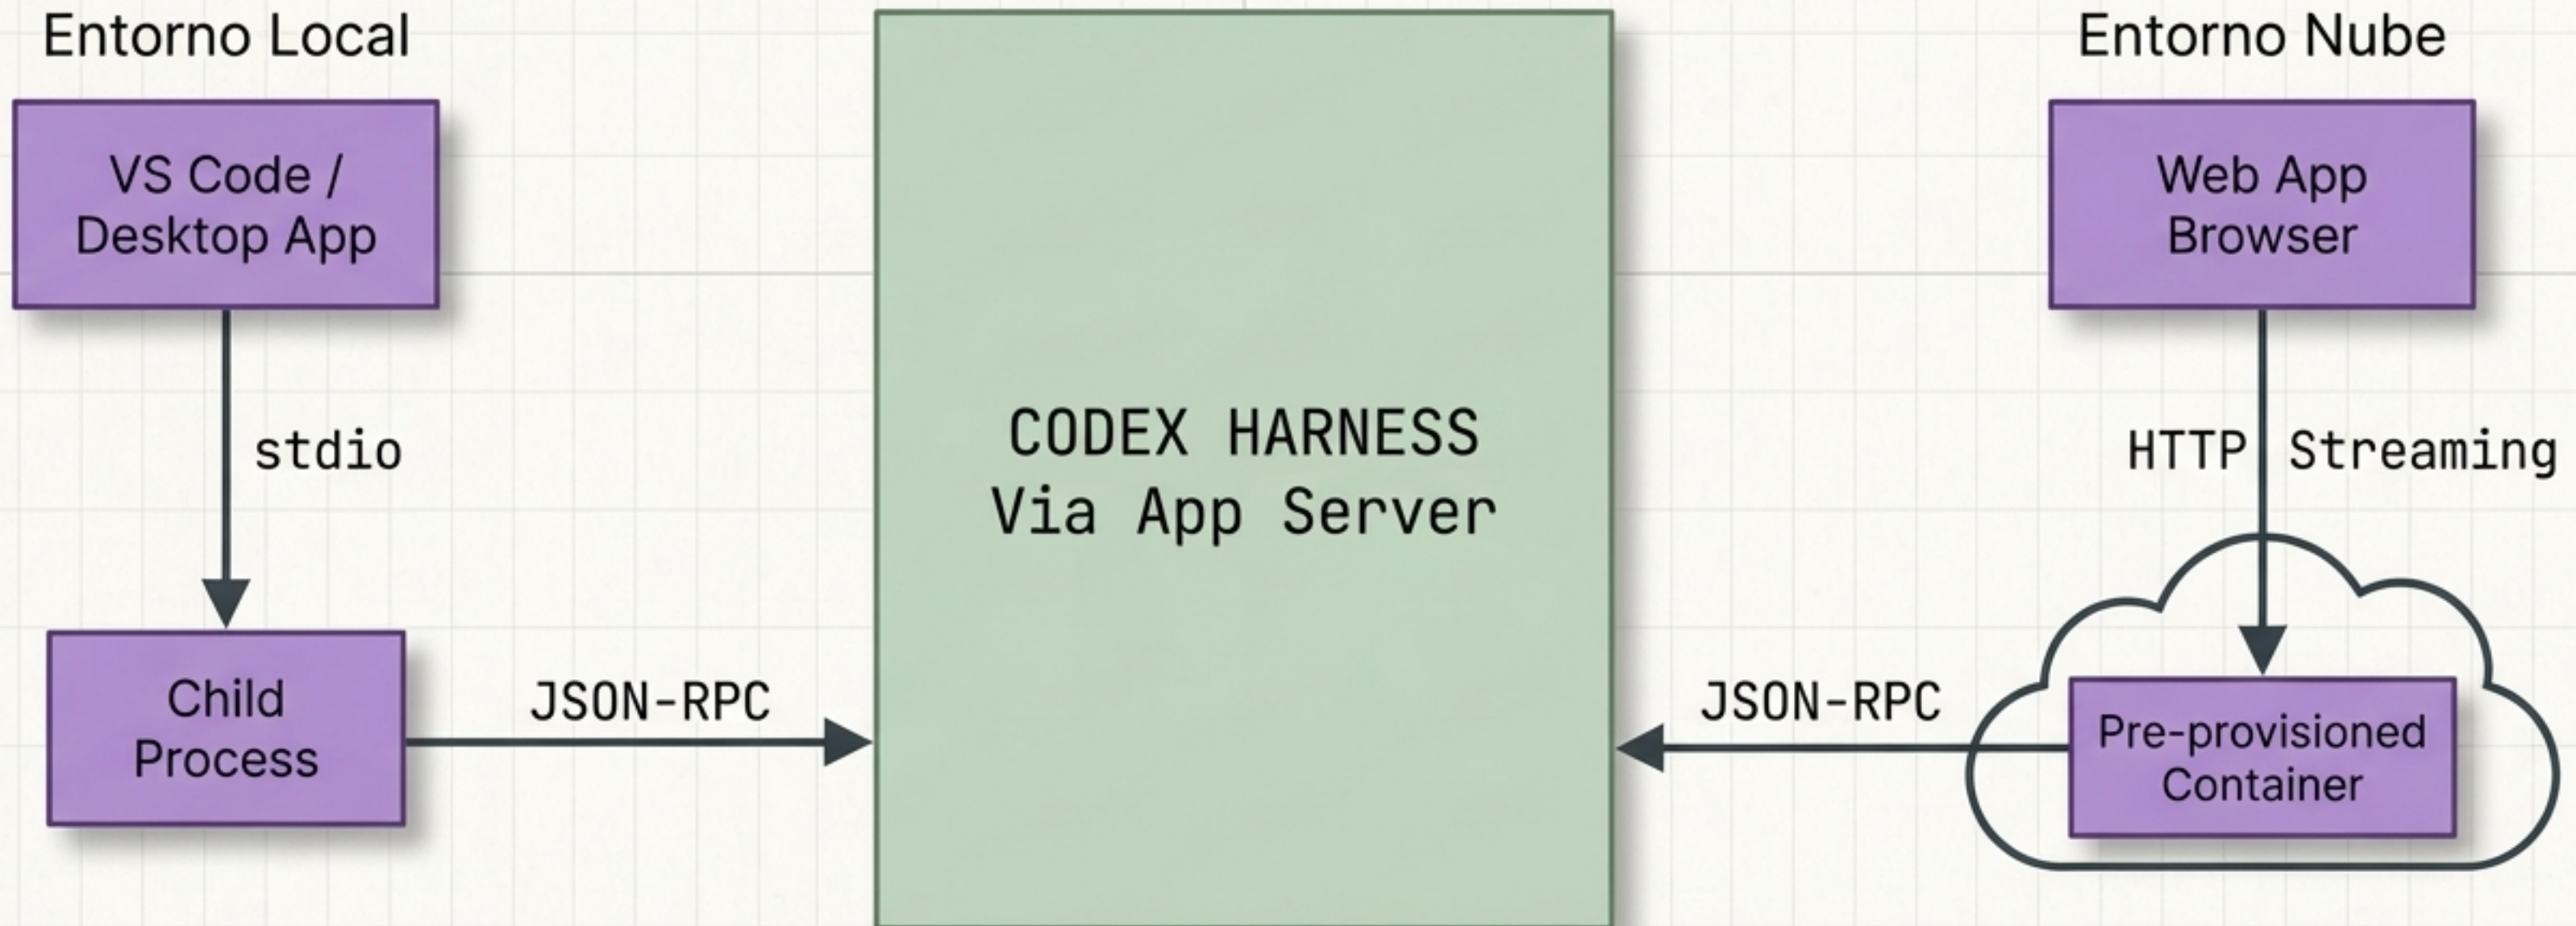 Entorno Local
VS Code /
Desktop App
stdio
Child
Process
JSON-RPC
CODEX HARNESS
Via App Server
Entorno Nube
Web App
Browser
HTTP Streaming
JSON-RPC
Pre-provisioned
Container